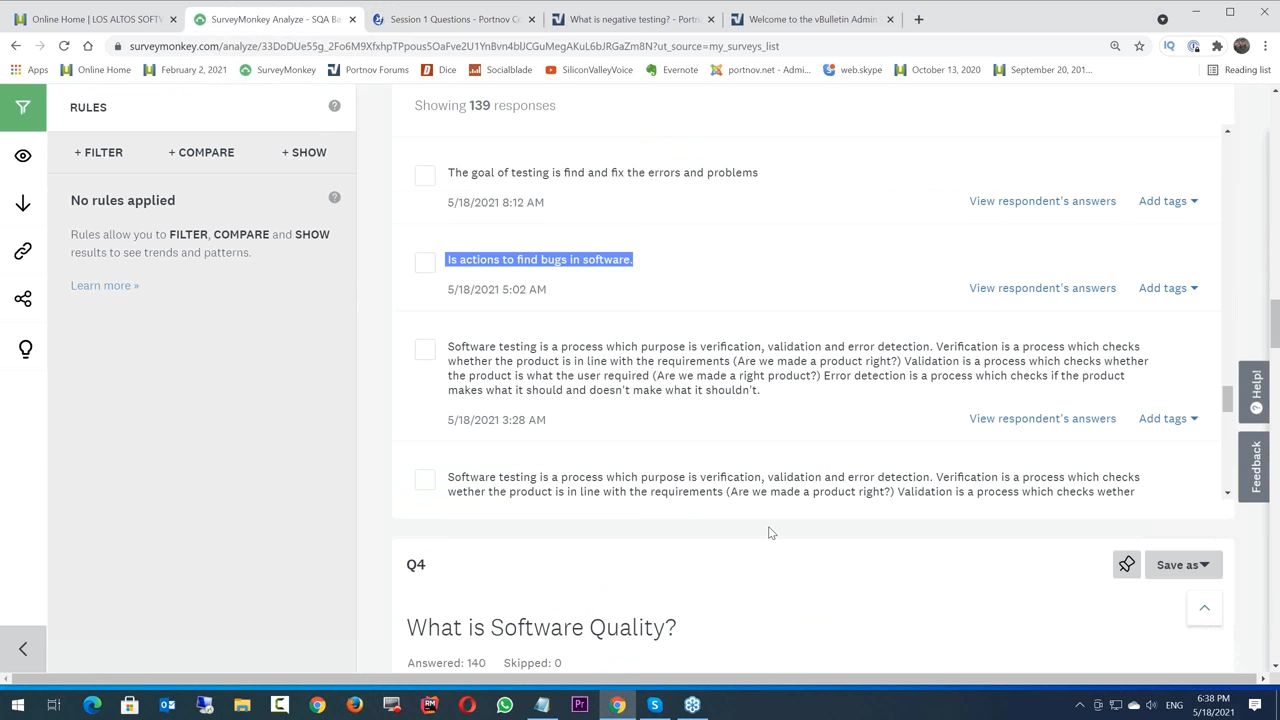 Online Home | LOS ALTOS SOFTV
SurveyMonkey Analyze - SQA Ba
Session 1 Questions - Portnov Co
What is negative testing? - Portn
Welcome to the vBulletin Admin
surveymonkey.com/analyze/33DoDUe55g_2Fo6M9XfxhpTPpous5OaFve2U1YnBxn4bUCGuMegAKuL6bJRGaZm8N?ut_source=my_surveys_list
Apps
Online Home
February 2, 2021
SurveyMonkey
Portnov Forums
Dice
Socialblade
SiliconValleyVoice
Evernote
portnov.net - Admi...
web.skype
October 13, 2020
September 20, 201...
Reading list
RULES
+ FILTER
+ COMPARE
+ SHOW
No rules applied
Rules allow you to FILTER, COMPARE and SHOW
results to see trends and patterns.
Learn more »
Showing 139 responses
The goal of testing is find and fix the errors and problems
5/18/2021 8:12 AM
View respondent's answers
Add tags
Is actions to find bugs in software.
5/18/2021 5:02 AM
View respondent's answers
Add tags
Software testing is a process which purpose is verification, validation and error detection. Verification is a process which checks
whether the product is in line with the requirements (Are we made a product right?) Validation is a process which checks whether
the product is what the user required (Are we made a right product?) Error detection is a process which checks if the product
makes what it should and doesn't make what it shouldn't.
5/18/2021 3:28 AM
View respondent's answers
Add tags
Software testing is a process which purpose is verification, validation and error detection. Verification is a process which checks
wether the product is in line with the requirements (Are we made a product right?) Validation is a process which checks wether
Help!
Feedback
Q4
Save as
What is Software Quality?
Answered: 140 Skipped: 0
ENG
6:38 PM
5/18/2021